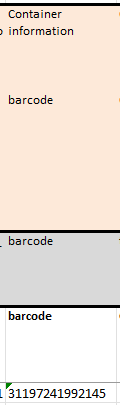 Container
information
barcode
barcode
barcode
31197241992145